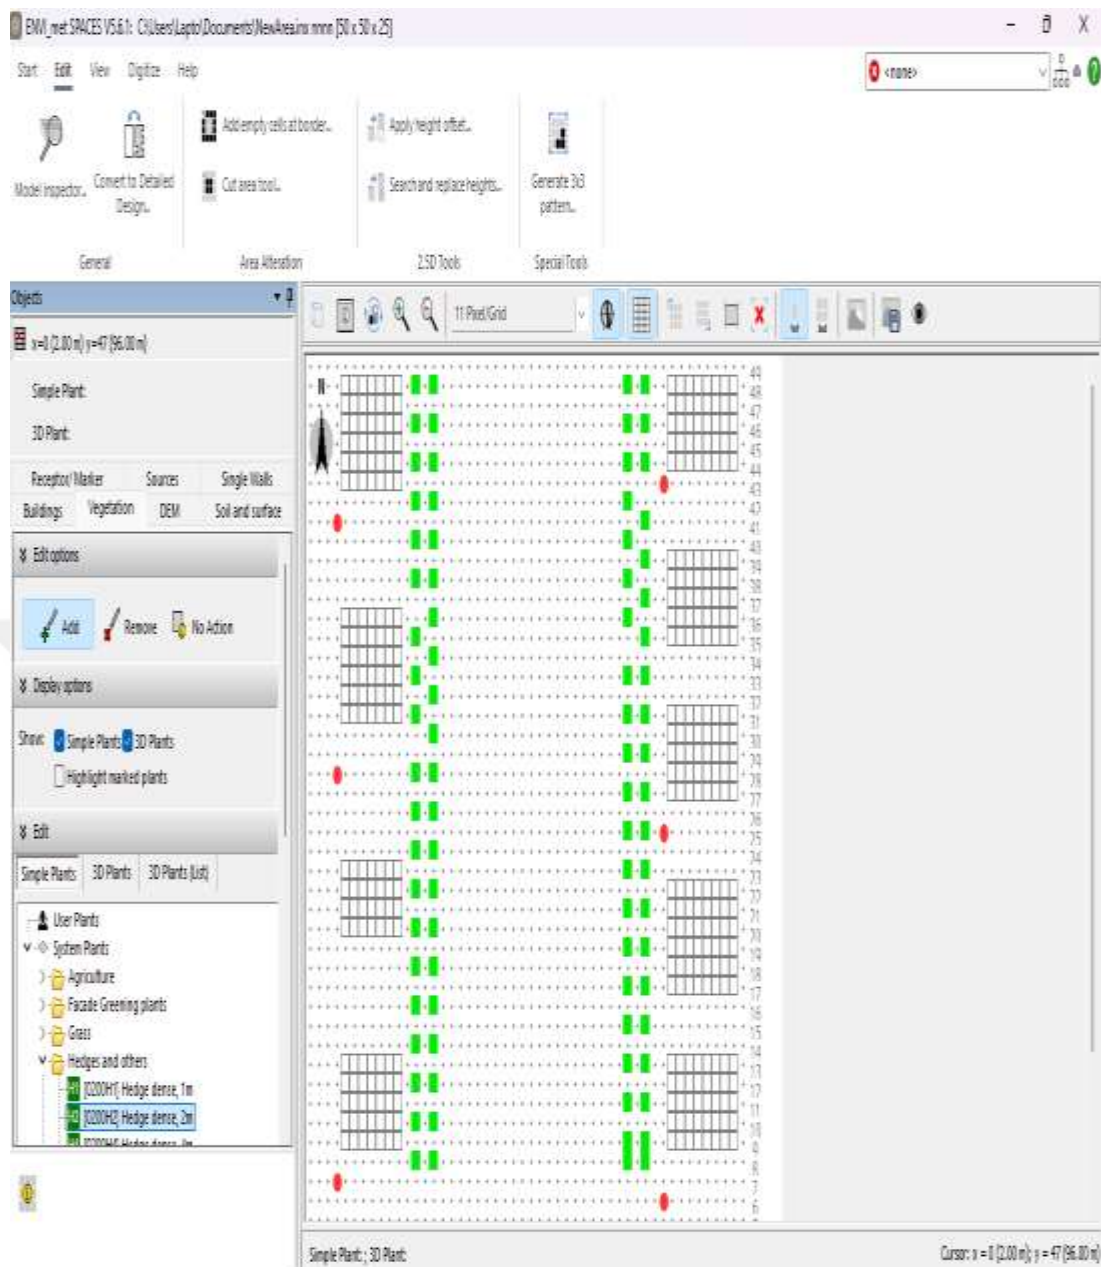 ENVI_met SPACES V5.6.1: C:\Users\Lapto\Documents\NewArea.inx mnn [50 x 50 x 25]
Start Edit View Digitize Help
<none>
Model inspector...
Convert to Detailed Design...
Add empty cells at border...
Cut area tool...
Apply height offset...
Search and replace heights...
Generate 3x3 pattern...
General
Area Alteration
2.5D Tools
Special Tools
Objects
x=0 (2.00 m) y=47 (96.00 m)
Simple Plant:
3D Plant:
Receptor/ Marker Sources Single Walls
Buildings Vegetation DEM Soil and surface
Edit options
Add Remove No Action
Display options
Show: Simple Plants 3D Plants
Highlight marked plants
Edit
Simple Plants 3D Plants 3D Plants (List)
User Plants
System Plants
Agriculture
Facade Greening plants
Grass
Hedges and others
H1 [0200H1] Hedge dense, 1m
H2 [0200H2] Hedge dense, 2m
11 Pixel/Grid
N
49
48
47
46
45
44
43
42
41
40
39
38
37
36
35
34
33
32
31
30
29
28
27
26
25
24
23
22
21
20
19
18
17
16
15
14
13
12
11
10
9
8
7
6
Simple Plant: ; 3D Plant:
Cursor: x = 0 (2.00 m); y = 47 (96.00 m)